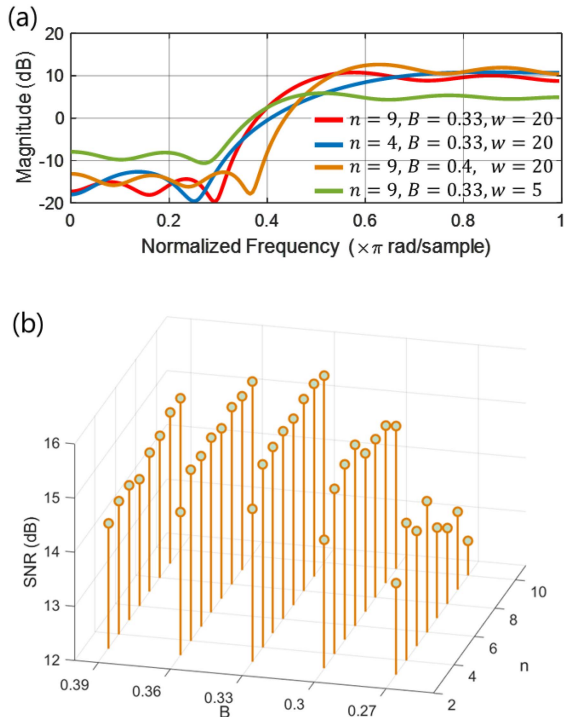 (a)
20
10
0
-10
-20
Magnitude (dB)
n = 9, B = 0.33, w = 20
n = 4, B = 0.33, w = 20
n = 9, B = 0.4, w = 20
n = 9, B = 0.33, w = 5
0 0.2 0.4 0.6 0.8 1
Normalized Frequency (×π rad/sample)
(b)
16
15
14
13
12
SNR (dB)
0.39 0.36 0.33 0.3 0.27
B
2 4 6 8 10
n